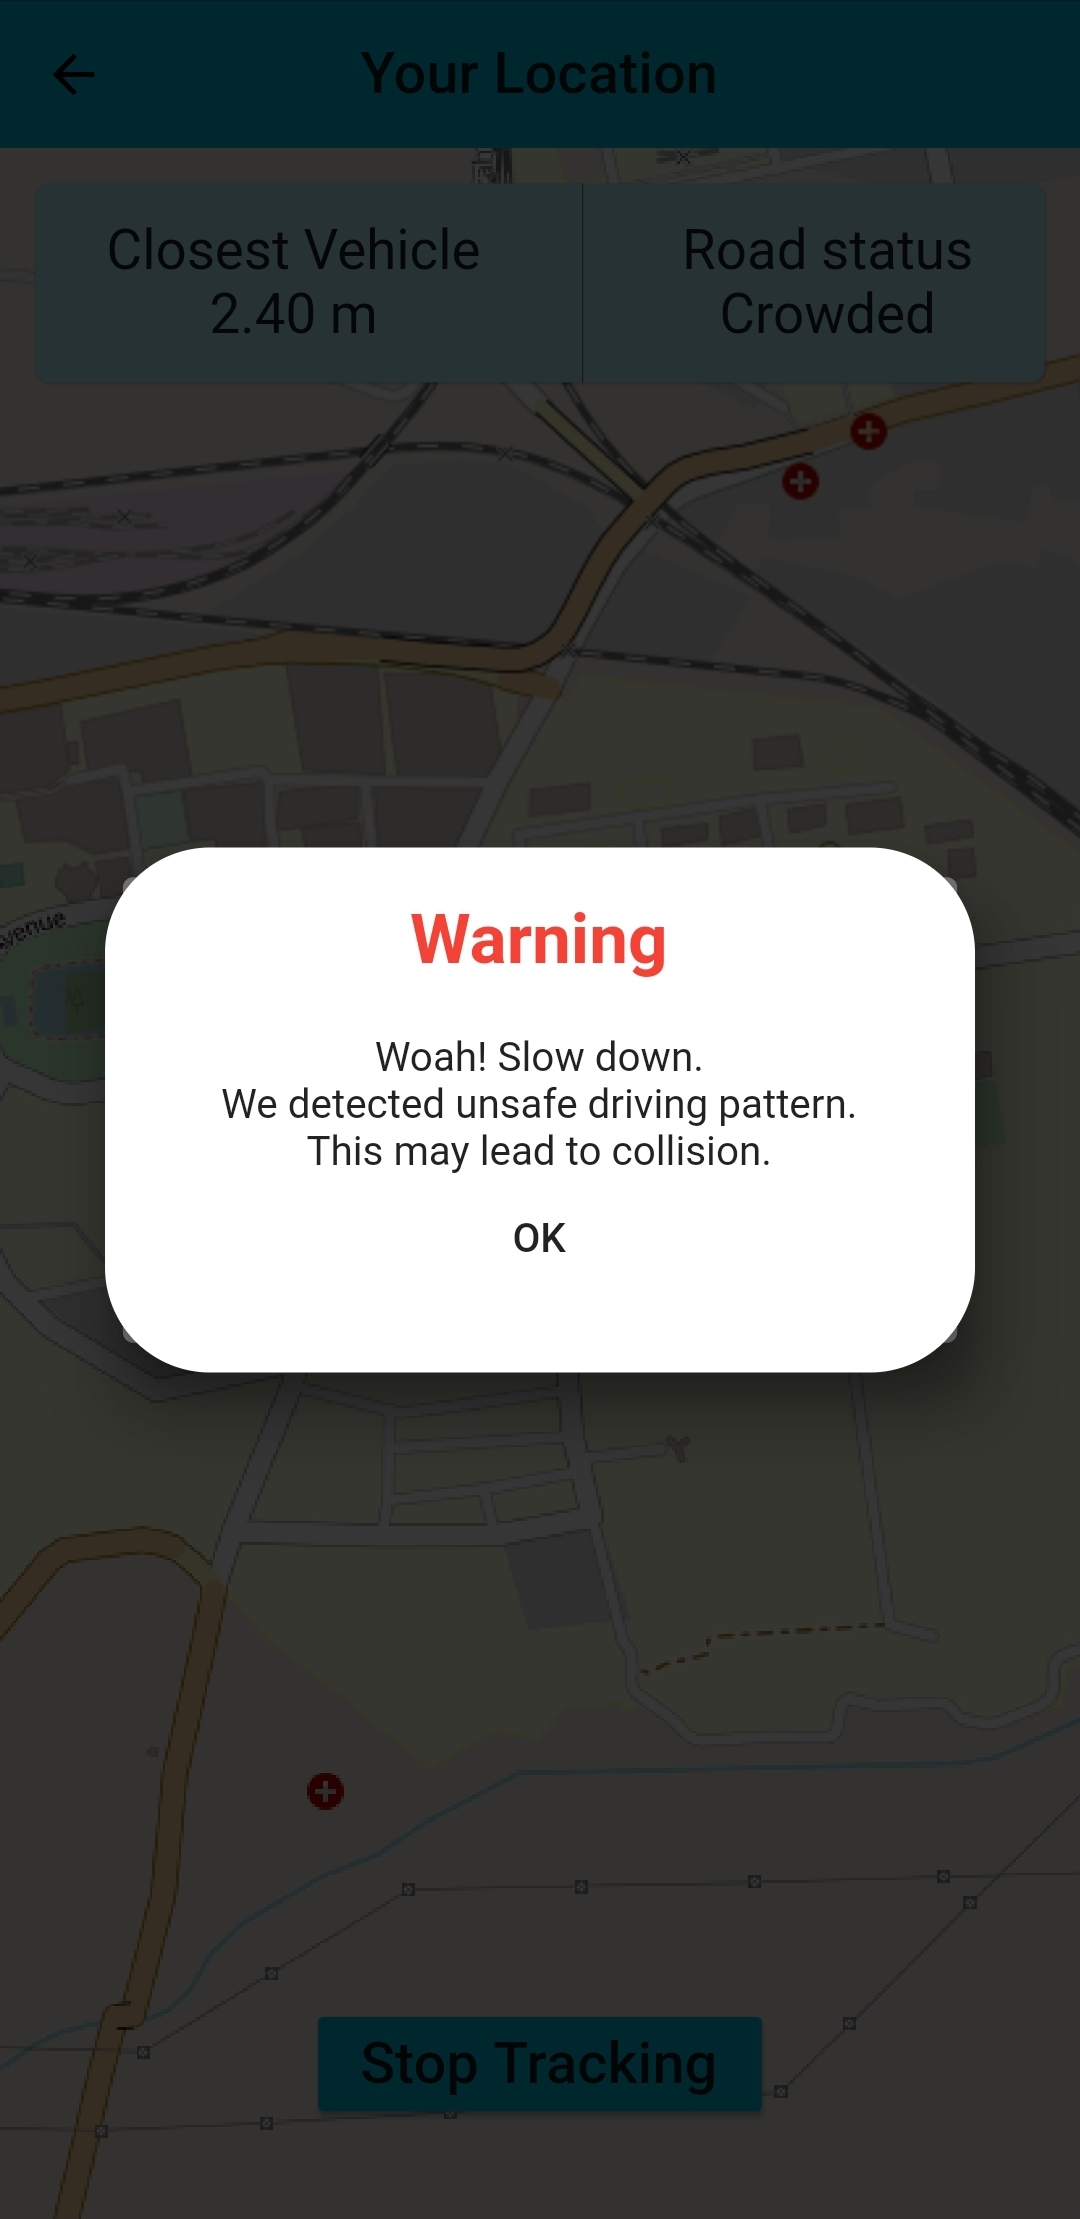 Your Location
Closest Vehicle
2.40 m
Road status
Crowded
Warning
Woah! Slow down.
We detected unsafe driving pattern.
This may lead to collision.
OK
Stop Tracking